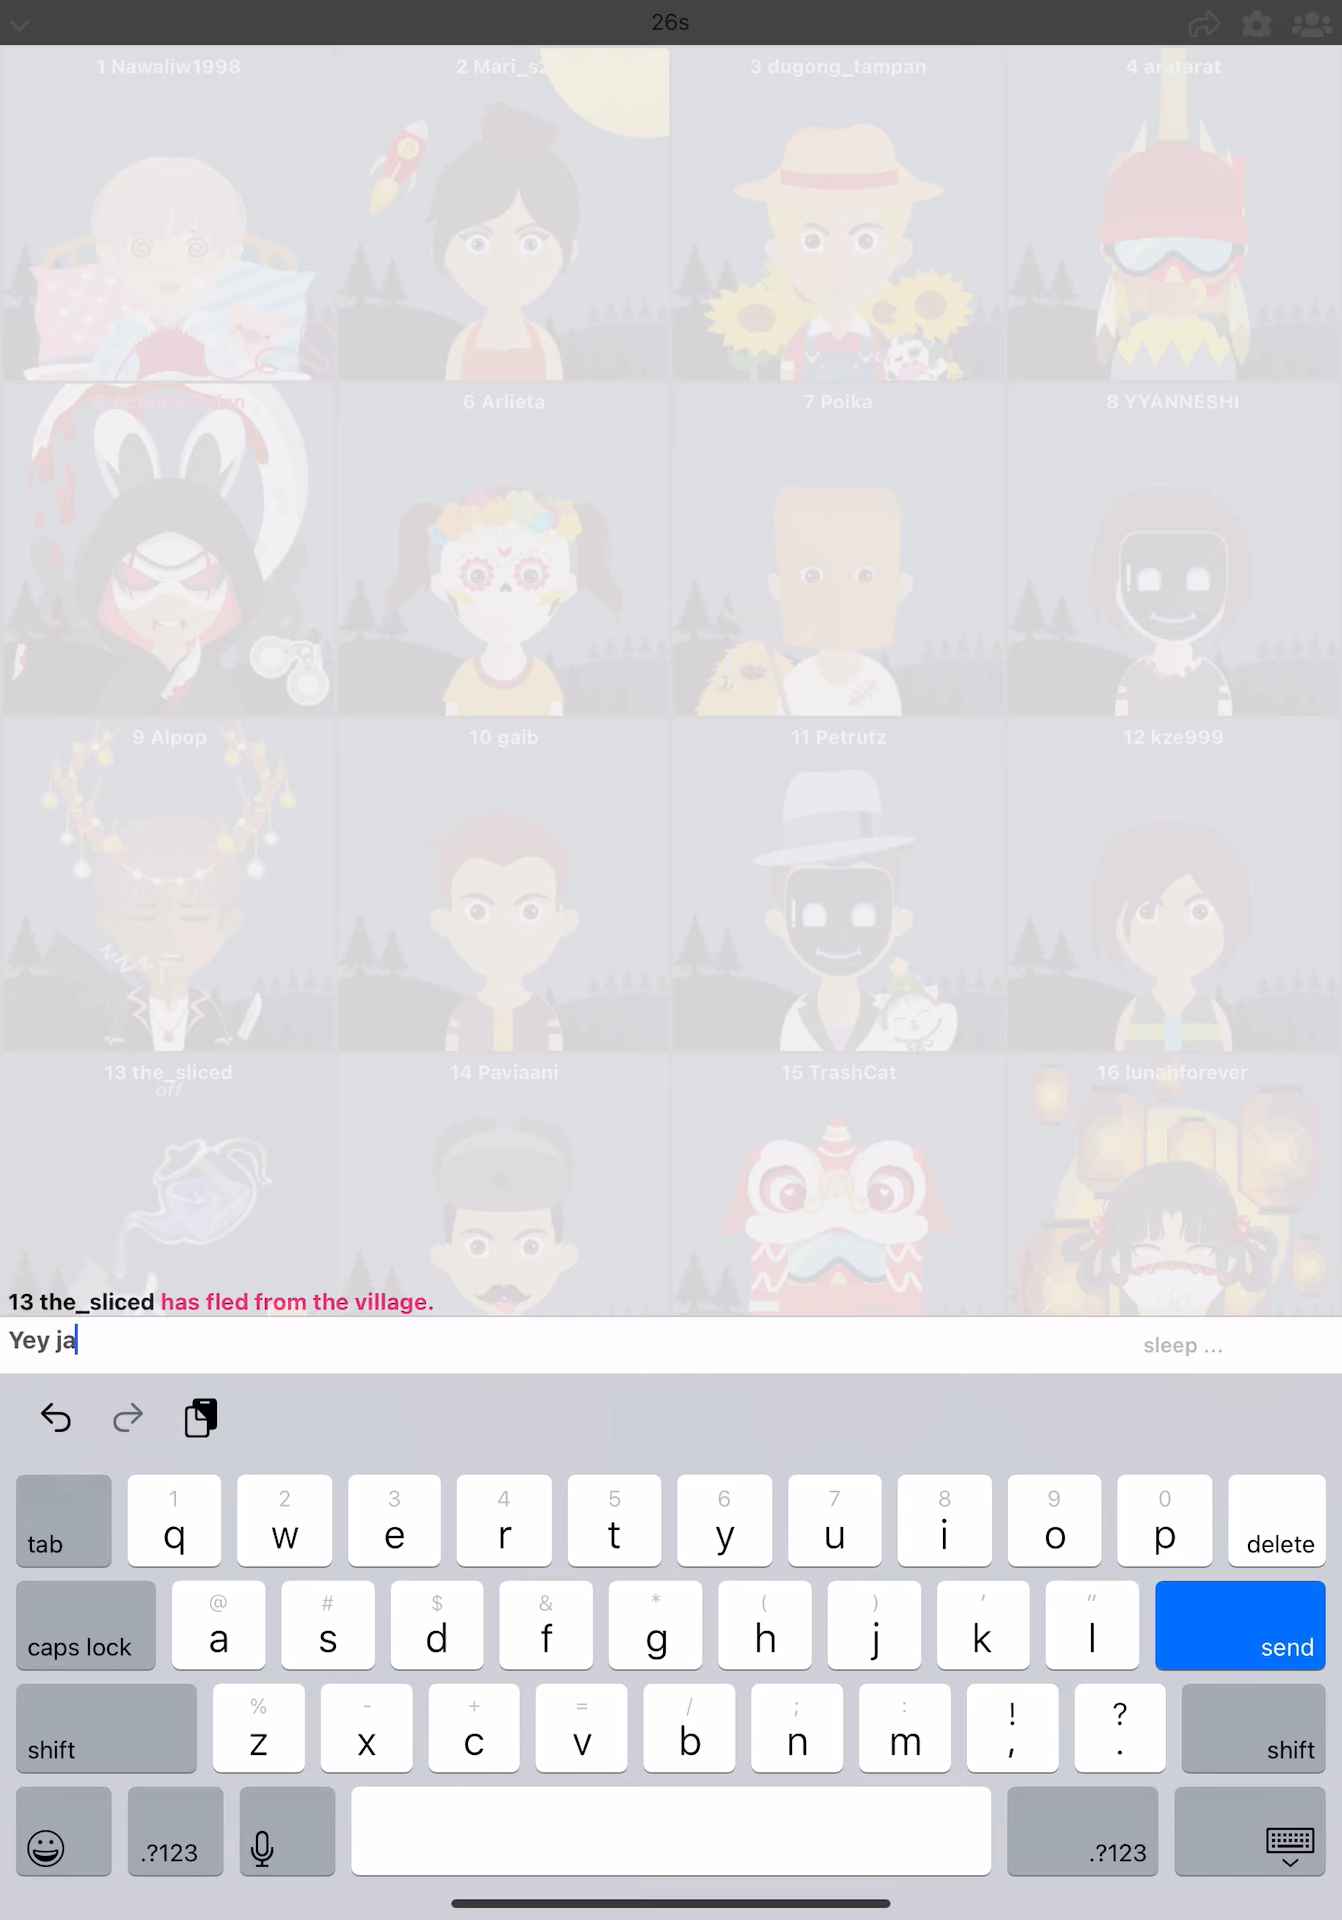 26s
1 Nawaliw1998
2 Mari_s2
3 dugong_tampan
4 aratarat
6 Arlieta
7 Poika
8 YYANNESHI
9 Alpop
10 gaib
11 Petrutz
12 kze999
13 the_sliced
off
14 Paviaani
15 TrashCat
16 lunahforever
13 the_sliced has fled from the village.
Yey ja
sleep ...
1 2 3 4 5 6 7 8 9 0
tab q w e r t y u i o p delete
@ # $ & * ( ) ' "
caps lock a s d f g h j k l send
% - + = / ; : ! ?
shift z x c v b n m , . shift
.?123 .?123